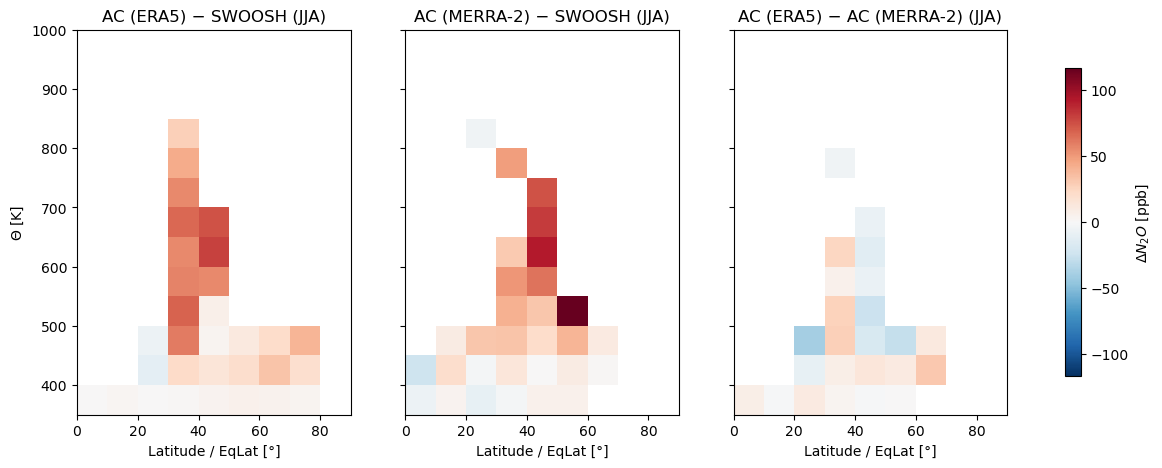 AC (ERA5) − SWOOSH (JJA)
AC (MERRA-2) − SWOOSH (JJA)
AC (ERA5) − AC (MERRA-2) (JJA)
1000
900
800
700
600
500
400
Θ [K]
0 20 40 60 80
0 20 40 60 80
0 20 40 60 80
Latitude / EqLat [°]
Latitude / EqLat [°]
Latitude / EqLat [°]
100
50
0
−50
−100
ΔN₂O [ppb]